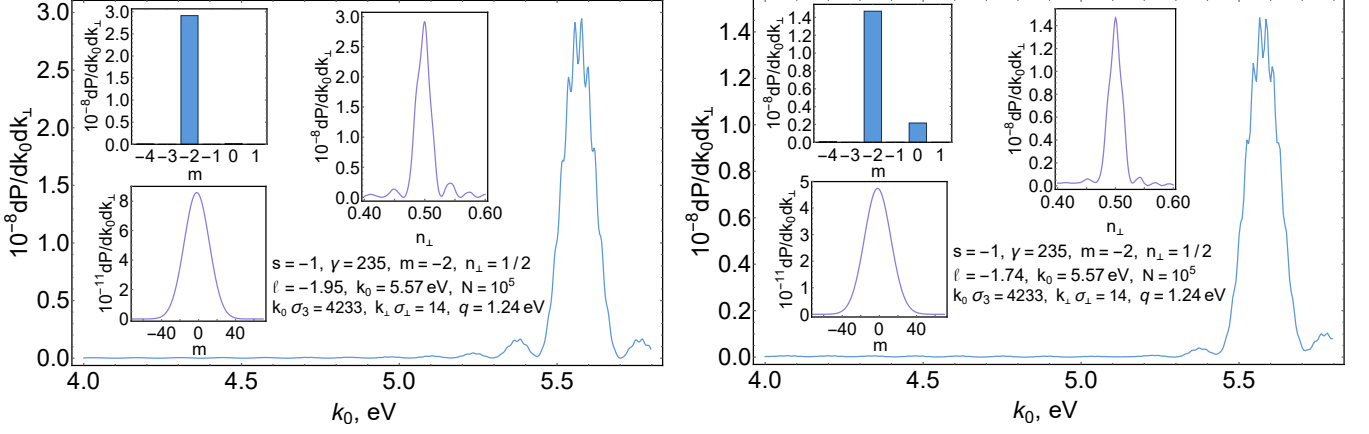 10⁻⁸dP/dk₀dk⊥
3.0
2.5
2.0
1.5
1.0
0.5
0.0
4.0 4.5 5.0 5.5
k₀, eV
10⁻⁸dP/dk₀dk⊥
3.0
2.5
2.0
1.5
1.0
0.5
0.0
−4 −3 −2 −1 0 1
m
10⁻⁸dP/dk₀dk⊥
3.0
2.5
2.0
1.5
1.0
0.5
0.0
0.40 0.50 0.60
n⊥
10⁻¹¹dP/dk₀dk⊥
8
6
4
2
0
−40 0 40
m
s = −1, γ = 235, m = −2, n⊥ = 1/2
ℓ = −1.95, k₀ = 5.57 eV, N = 10⁵
k₀ σ₃ = 4233, k⊥ σ⊥ = 14, q = 1.24 eV
10⁻⁸dP/dk₀dk⊥
1.4
1.2
1.0
0.8
0.6
0.4
0.2
0.0
4.0 4.5 5.0 5.5
k₀, eV
10⁻⁸dP/dk₀dk⊥
1.4
1.2
1.0
0.8
0.6
0.4
0.2
0.0
−4 −3 −2 −1 0 1
m
10⁻⁸dP/dk₀dk⊥
1.4
1.2
1.0
0.8
0.6
0.4
0.2
0.0
0.40 0.50 0.60
n⊥
10⁻¹¹dP/dk₀dk⊥
5
4
3
2
1
0
−40 0 40
m
s = −1, γ = 235, m = −2, n⊥ = 1/2
ℓ = −1.74, k₀ = 5.57 eV, N = 10⁵
k₀ σ₃ = 4233, k⊥ σ⊥ = 14, q = 1.24 eV